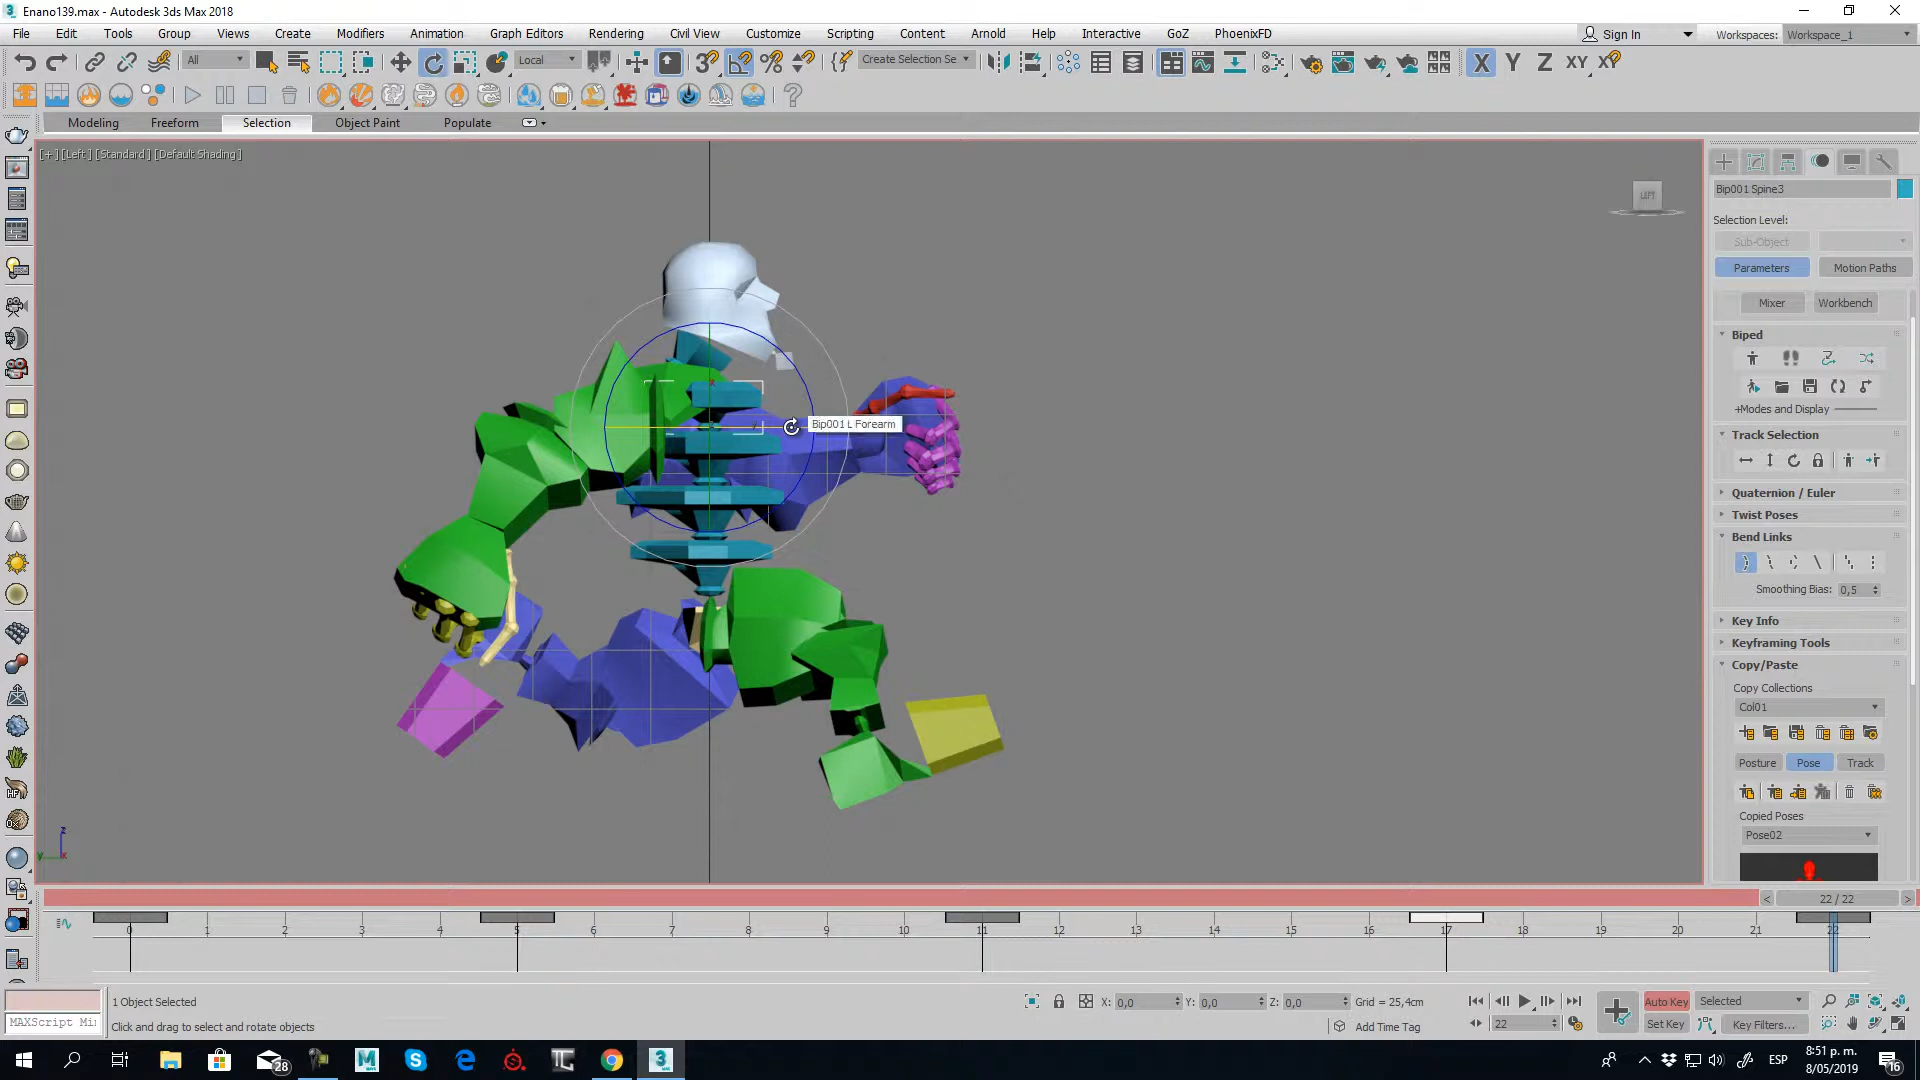 Enano139.max - Autodesk 3ds Max 2018
File Edit Tools Group Views Create Modifiers Animation Graph Editors Rendering Civil View Customize Scripting Content Arnold Help Interactive GoZ PhoenixFD Sign In Workspaces: Workspace_1
All Local Create Selection Se X Y Z XY XY
Modeling Freeform Selection Object Paint Populate
[+] [Left] [Standard] [Default Shading]
LEFT
Bip001 L Forearm
Bip001 Spine3
Selection Level:
Sub-Object
Parameters Motion Paths
Mixer Workbench
Biped
+Modes and Display
Track Selection
Quaternion / Euler
Twist Poses
Bend Links
Smoothing Bias: 0,5
Key Info
Keyframing Tools
Copy/Paste
Copy Collections
Col01
Posture Pose Track
Copied Poses
Pose02
z
y x
< 22 / 22 >
0 1 2 3 4 5 6 7 8 9 10 11 12 13 14 15 16 17 18 19 20 21 22
1 Object Selected X: 0,0 Y: 0,0 Z: 0,0 Grid = 25,4cm Auto Key Selected
MAXScript Mi Click and drag to select and rotate objects Add Time Tag 22 Set Key Key Filters...
28 ESP 8:51 p. m.
8/05/2019 16